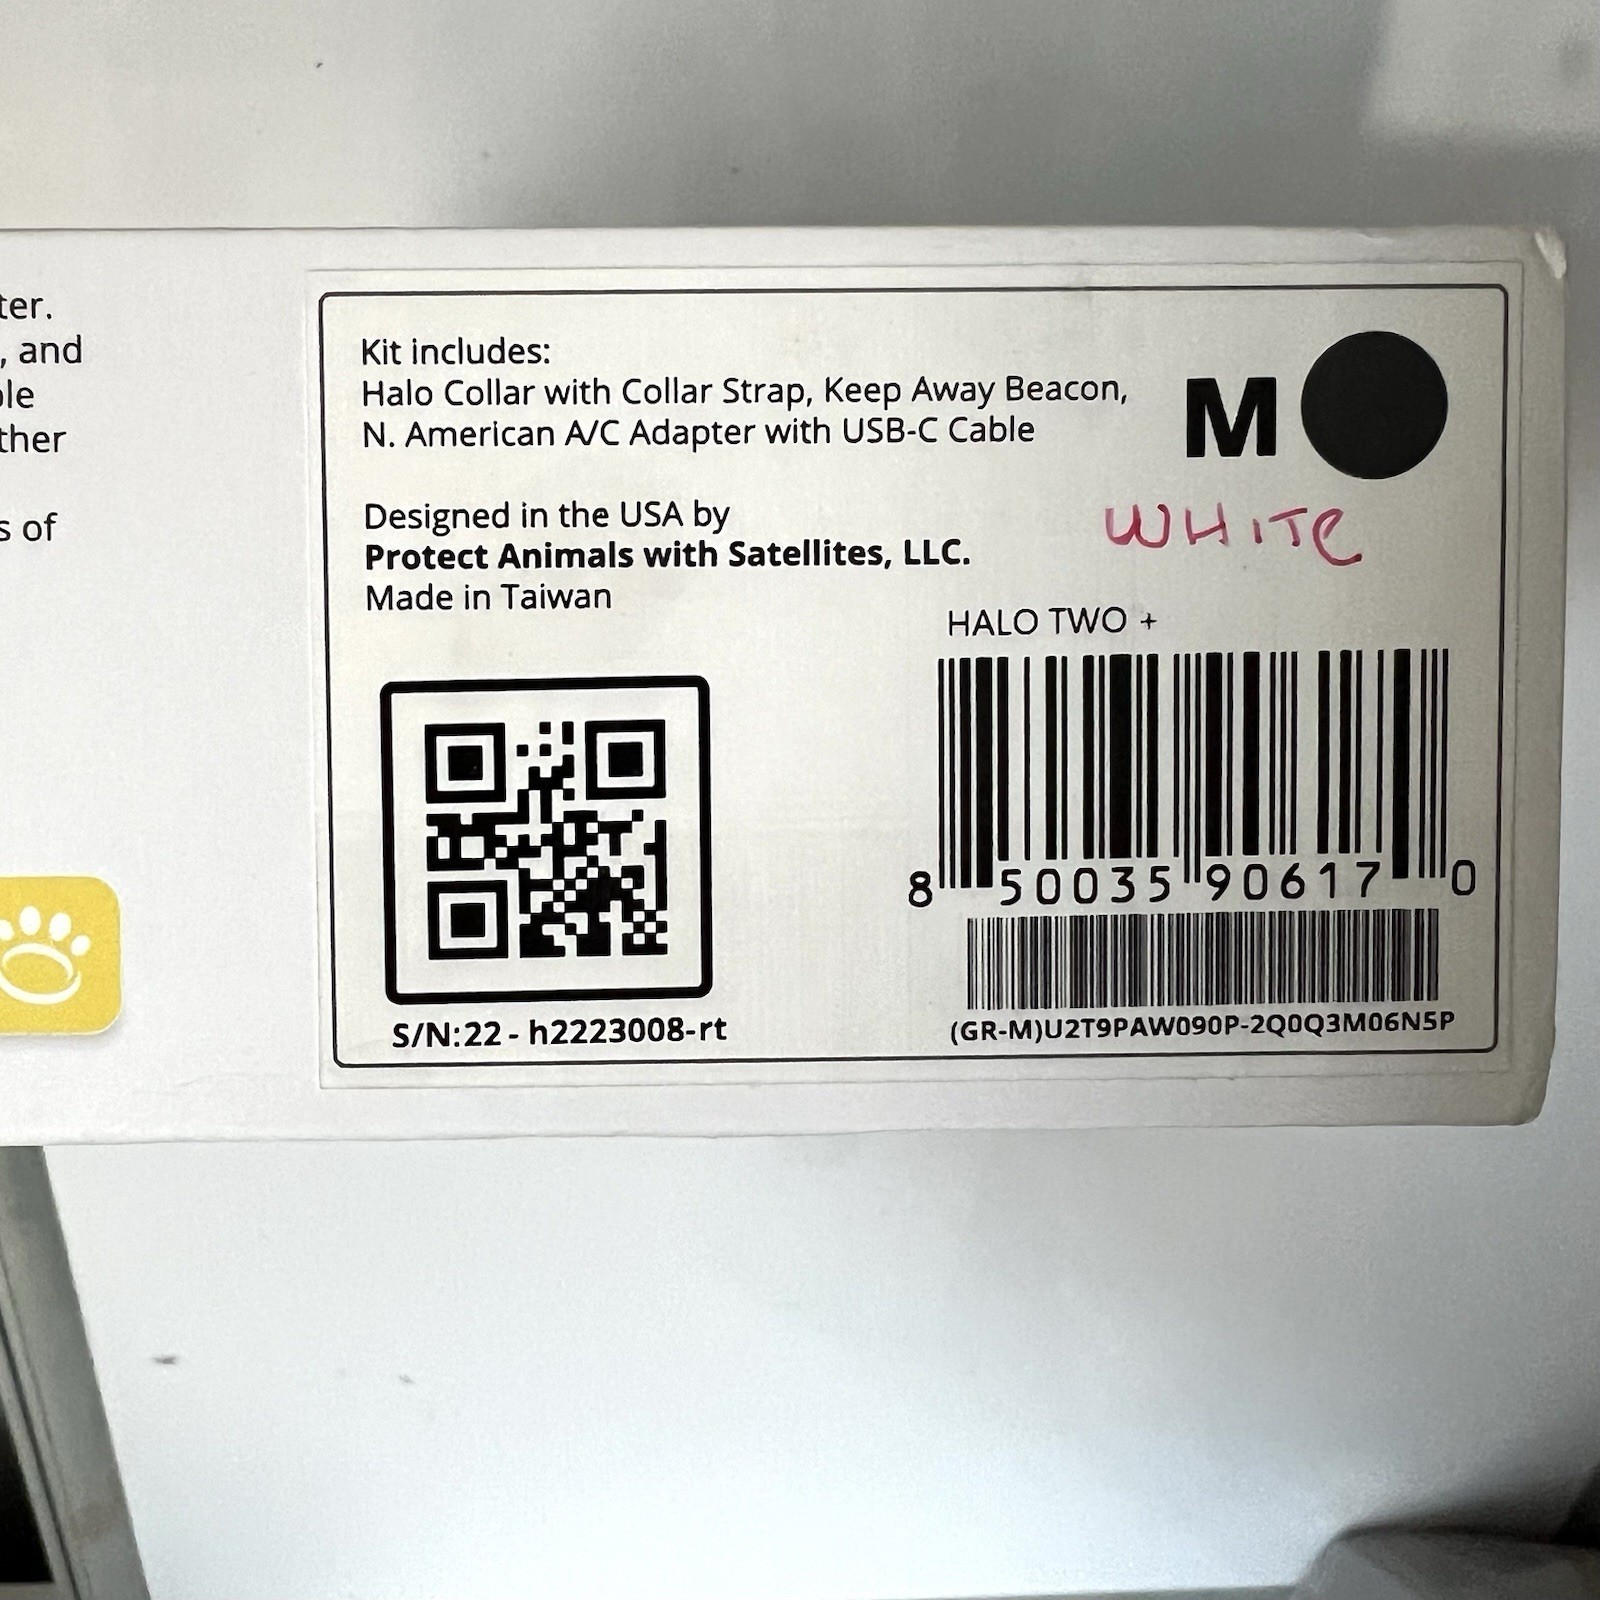 ter.
, and
ble
ther
s of
Kit includes:
Halo Collar with Collar Strap, Keep Away Beacon,
N. American A/C Adapter with USB-C Cable
M
Designed in the USA by
Protect Animals with Satellites, LLC.
Made in Taiwan
WHITe
HALO TWO +
8 50035 90617 0
S/N:22 - h2223008-rt
(GR-M)U2T9PAW090P-2Q0Q3M06N5P